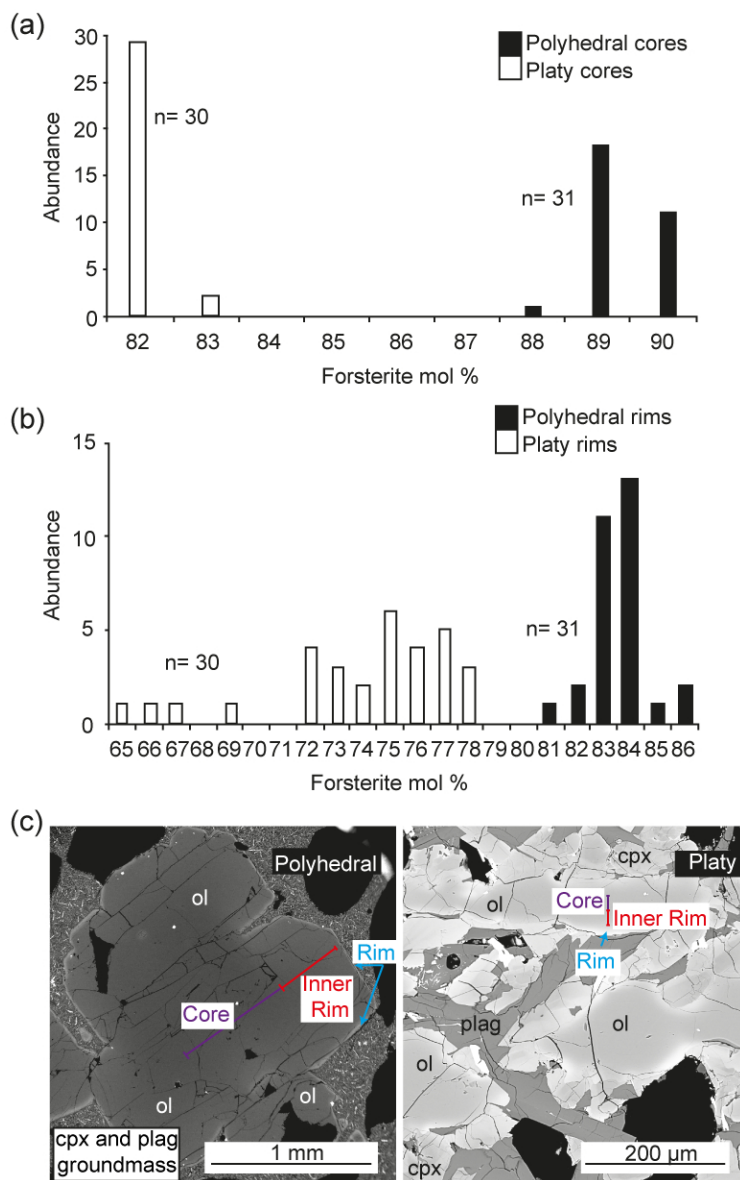 (a)
30
25
20
15
10
5
0
Abundance
Polyhedral cores
Platy cores
n= 30
n= 31
82 83 84 85 86 87 88 89 90
Forsterite mol %
(b)
15
10
5
0
Abundance
Polyhedral rims
Platy rims
n= 30
n= 31
65 66 67 68 69 70 71 72 73 74 75 76 77 78 79 80 81 82 83 84 85 86
Forsterite mol %
(c)
Polyhedral
ol
Rim
Inner
Rim
Core
ol
ol
cpx and plag
groundmass
1 mm
cpx
Platy
ol
Core
Inner Rim
Rim
plag
ol
ol
cpx
200 µm